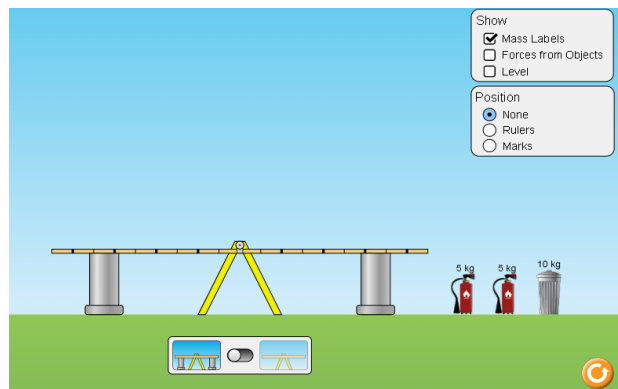 Show
Mass Labels
Forces from Objects
Level
Position
None
Rulers
Marks
5 kg
5 kg
10 kg